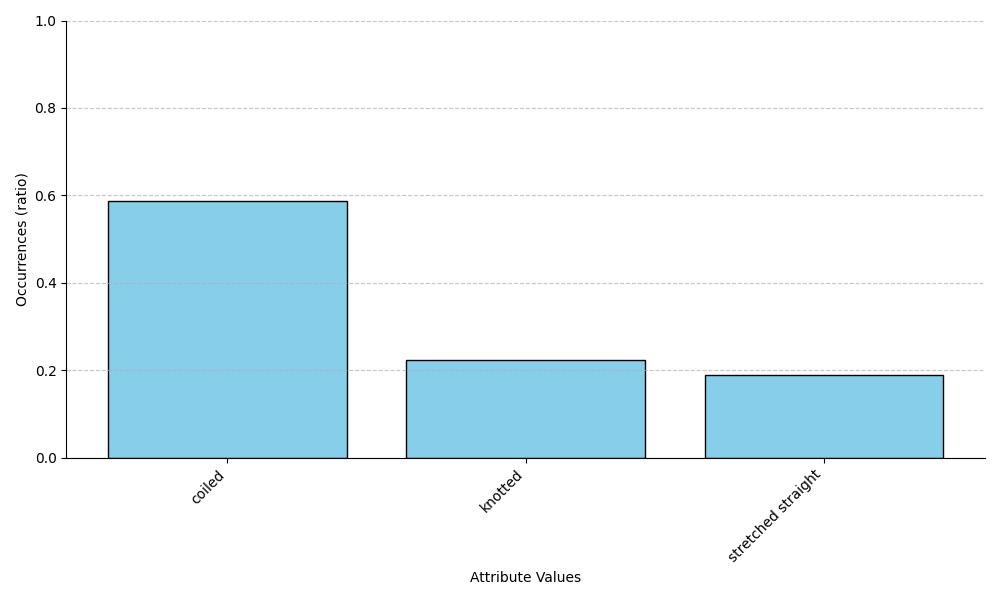 1.0
0.8
0.6
0.4
0.2
0.0
Occurrences (ratio)
coiled
knotted
stretched straight
Attribute Values